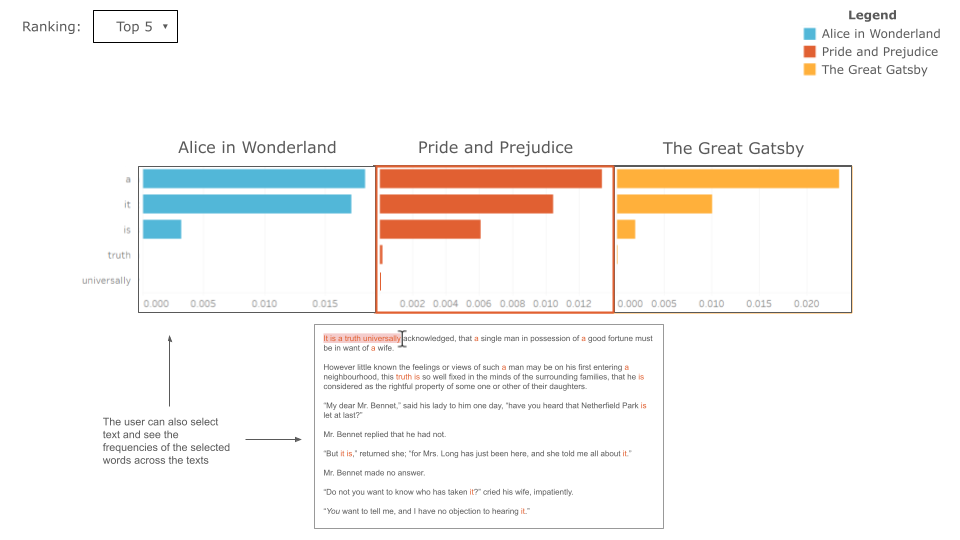 Ranking:
Top 5
Legend
Alice in Wonderland
Pride and Prejudice
The Great Gatsby
Alice in Wonderland
Pride and Prejudice
The Great Gatsby
a
it
is
truth
universally
0.000 0.005 0.010 0.015
0.002 0.004 0.006 0.008 0.010 0.012
0.000 0.005 0.010 0.015 0.020
It is a truth universally acknowledged, that a single man in possession of a good fortune must
be in want of a wife.
However little known the feelings or views of such a man may be on his first entering a
neighbourhood, this truth is so well fixed in the minds of the surrounding families, that he is
considered as the rightful property of some one or other of their daughters.
“My dear Mr. Bennet,” said his lady to him one day, “have you heard that Netherfield Park is
let at last?”
Mr. Bennet replied that he had not.
“But it is,” returned she; “for Mrs. Long has just been here, and she told me all about it.”
Mr. Bennet made no answer.
“Do not you want to know who has taken it?” cried his wife, impatiently.
“You want to tell me, and I have no objection to hearing it.”
The user can also select
text and see the
frequencies of the selected
words across the texts